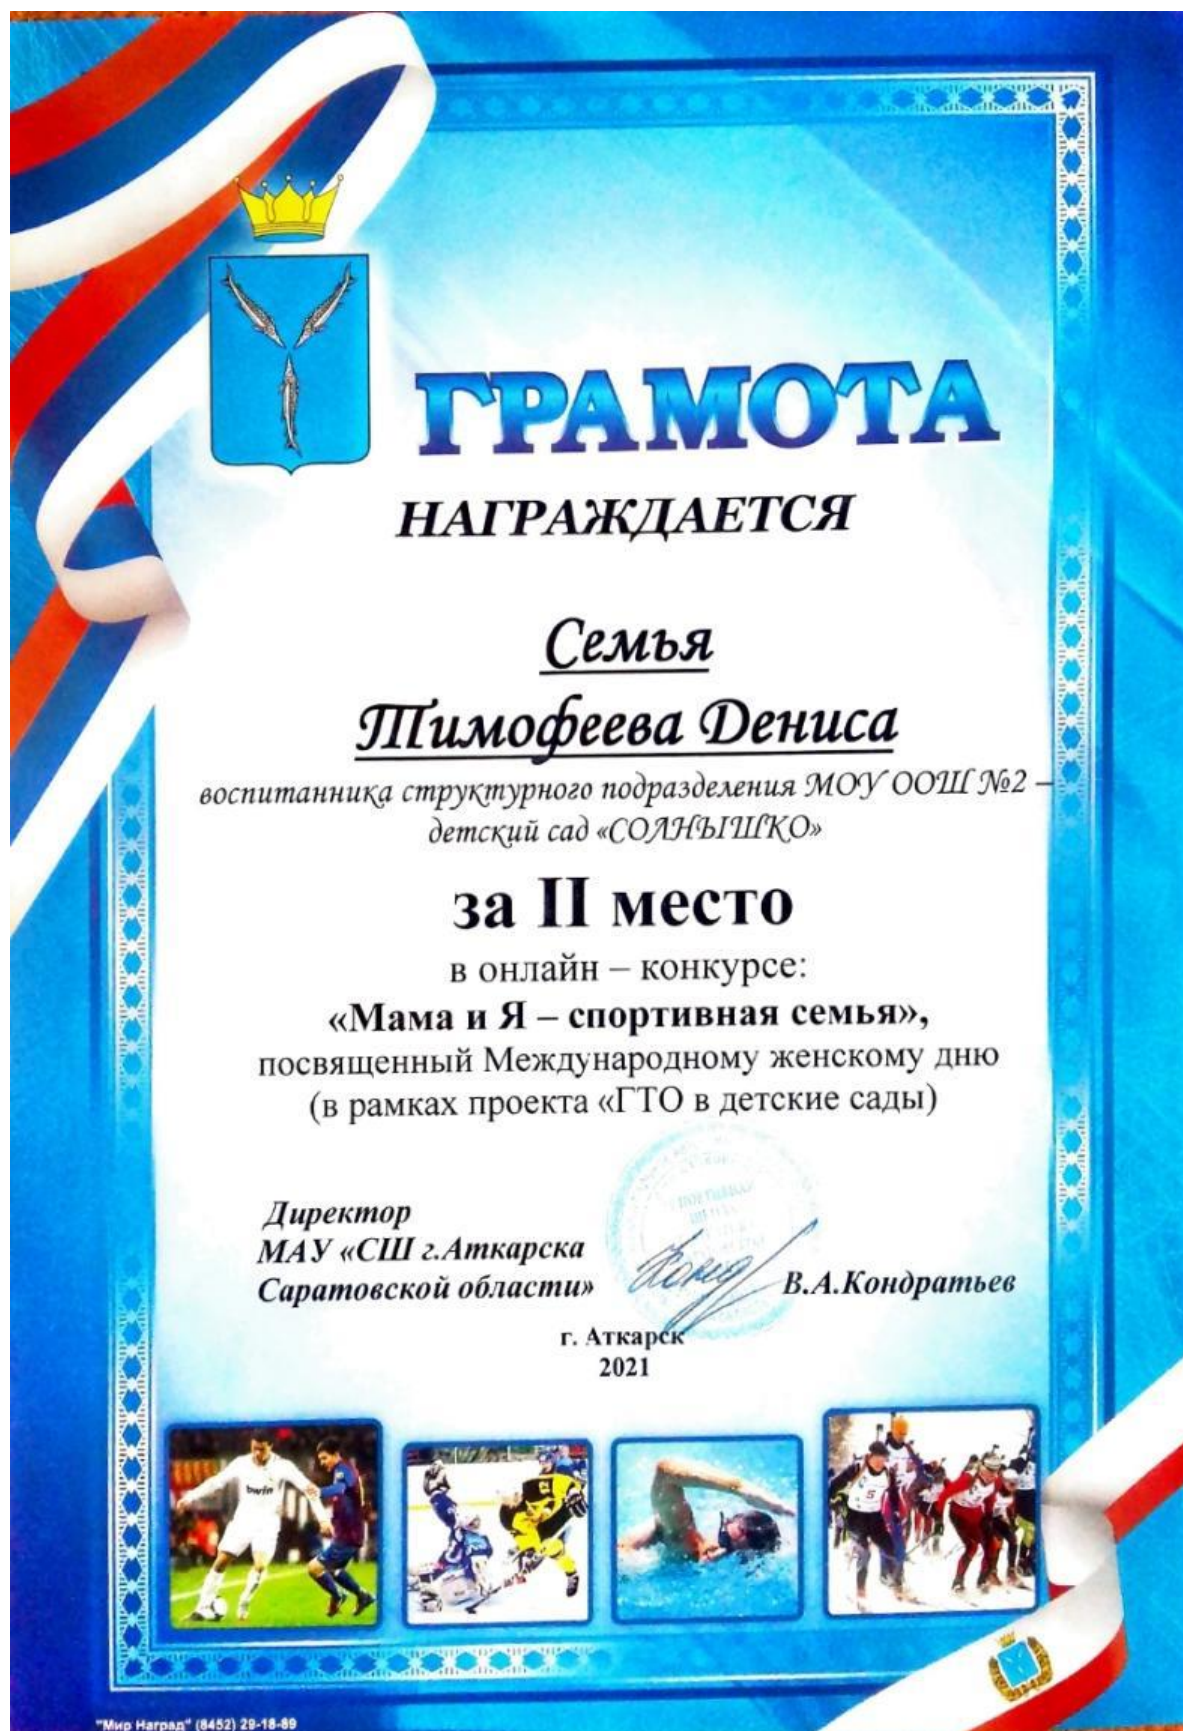 ГРАМОТА
НАГРАЖДАЕТСЯ
Семья
Тимофеева Дениса
воспитанника структурного подразделения МОУ ООШ №2 –
детский сад «СОЛНЫШКО»
за II место
в онлайн – конкурсе:
«Мама и Я – спортивная семья»,
посвященный Международному женскому дню
(в рамках проекта «ГТО в детские сады)
Директор
МАУ «СШ г.Аткарска
Саратовской области»
В.А.Кондратьев
г. Аткарск
2021
bwin
5
"Мир Наград" (8452) 29-18-89